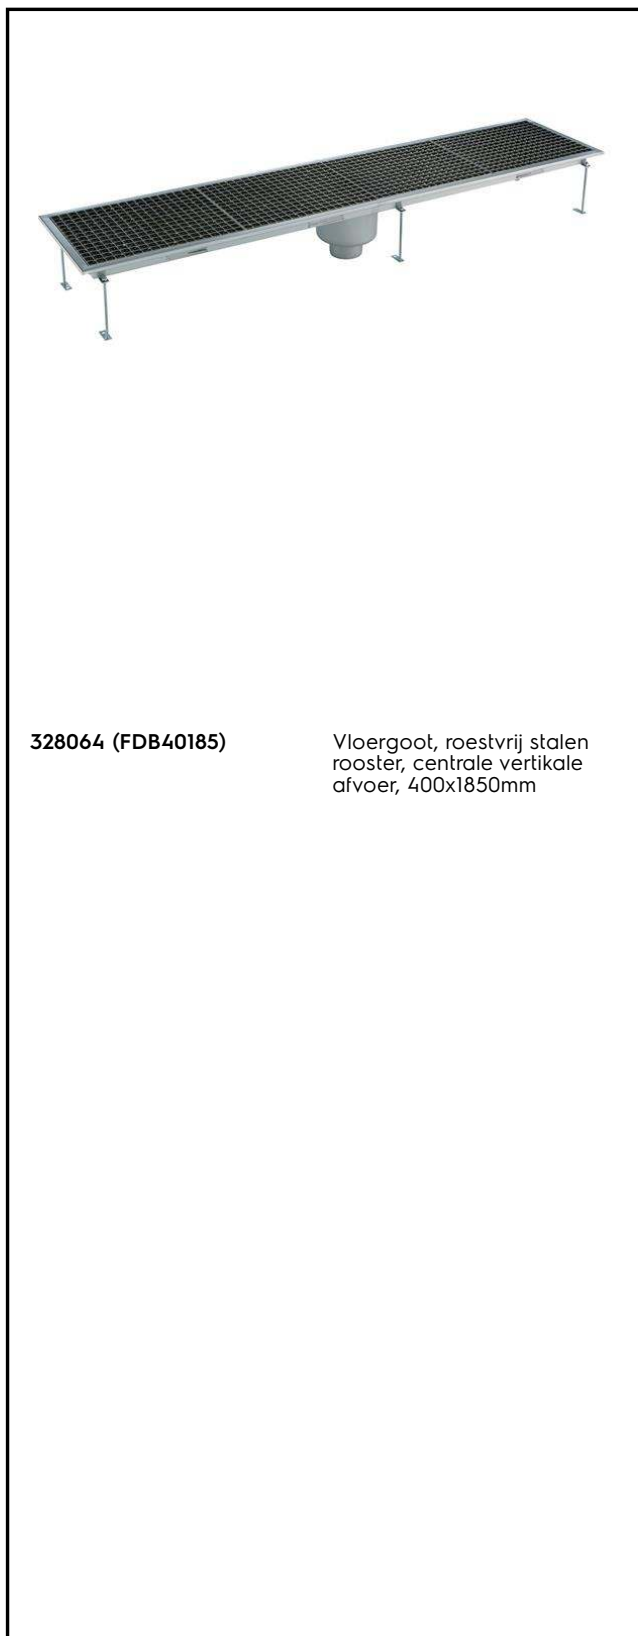 328064 (FDB40185)
Vloergoot, roestvrij stalen
rooster, centrale vertikale
afvoer, 400x1850mm